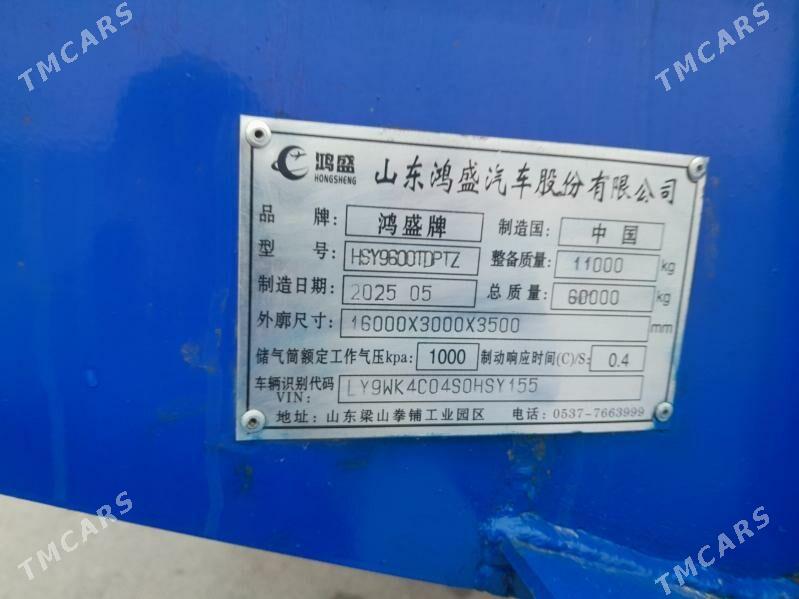 TMCARS
TMCARS
鸿盛 山东鸿盛汽车股份有限公司
HONGSHENG
品 牌: 鸿盛牌 制造国: 中国
型 号: HSY9600TDPTZ 整备质量: 11000 kg
制造日期: 2025 05 总质量: 60000 kg
外廓尺寸: 16000X3000X3500 mm
储气筒额定工作气压kpa: 1000 制动响应时间(C)/S: 0.4
车辆识别代码
VIN: LY9WK4C04S0HSY155
地址: 山东梁山拳铺工业园区 电话: 0537-7663999
TMCARS
TMCARS